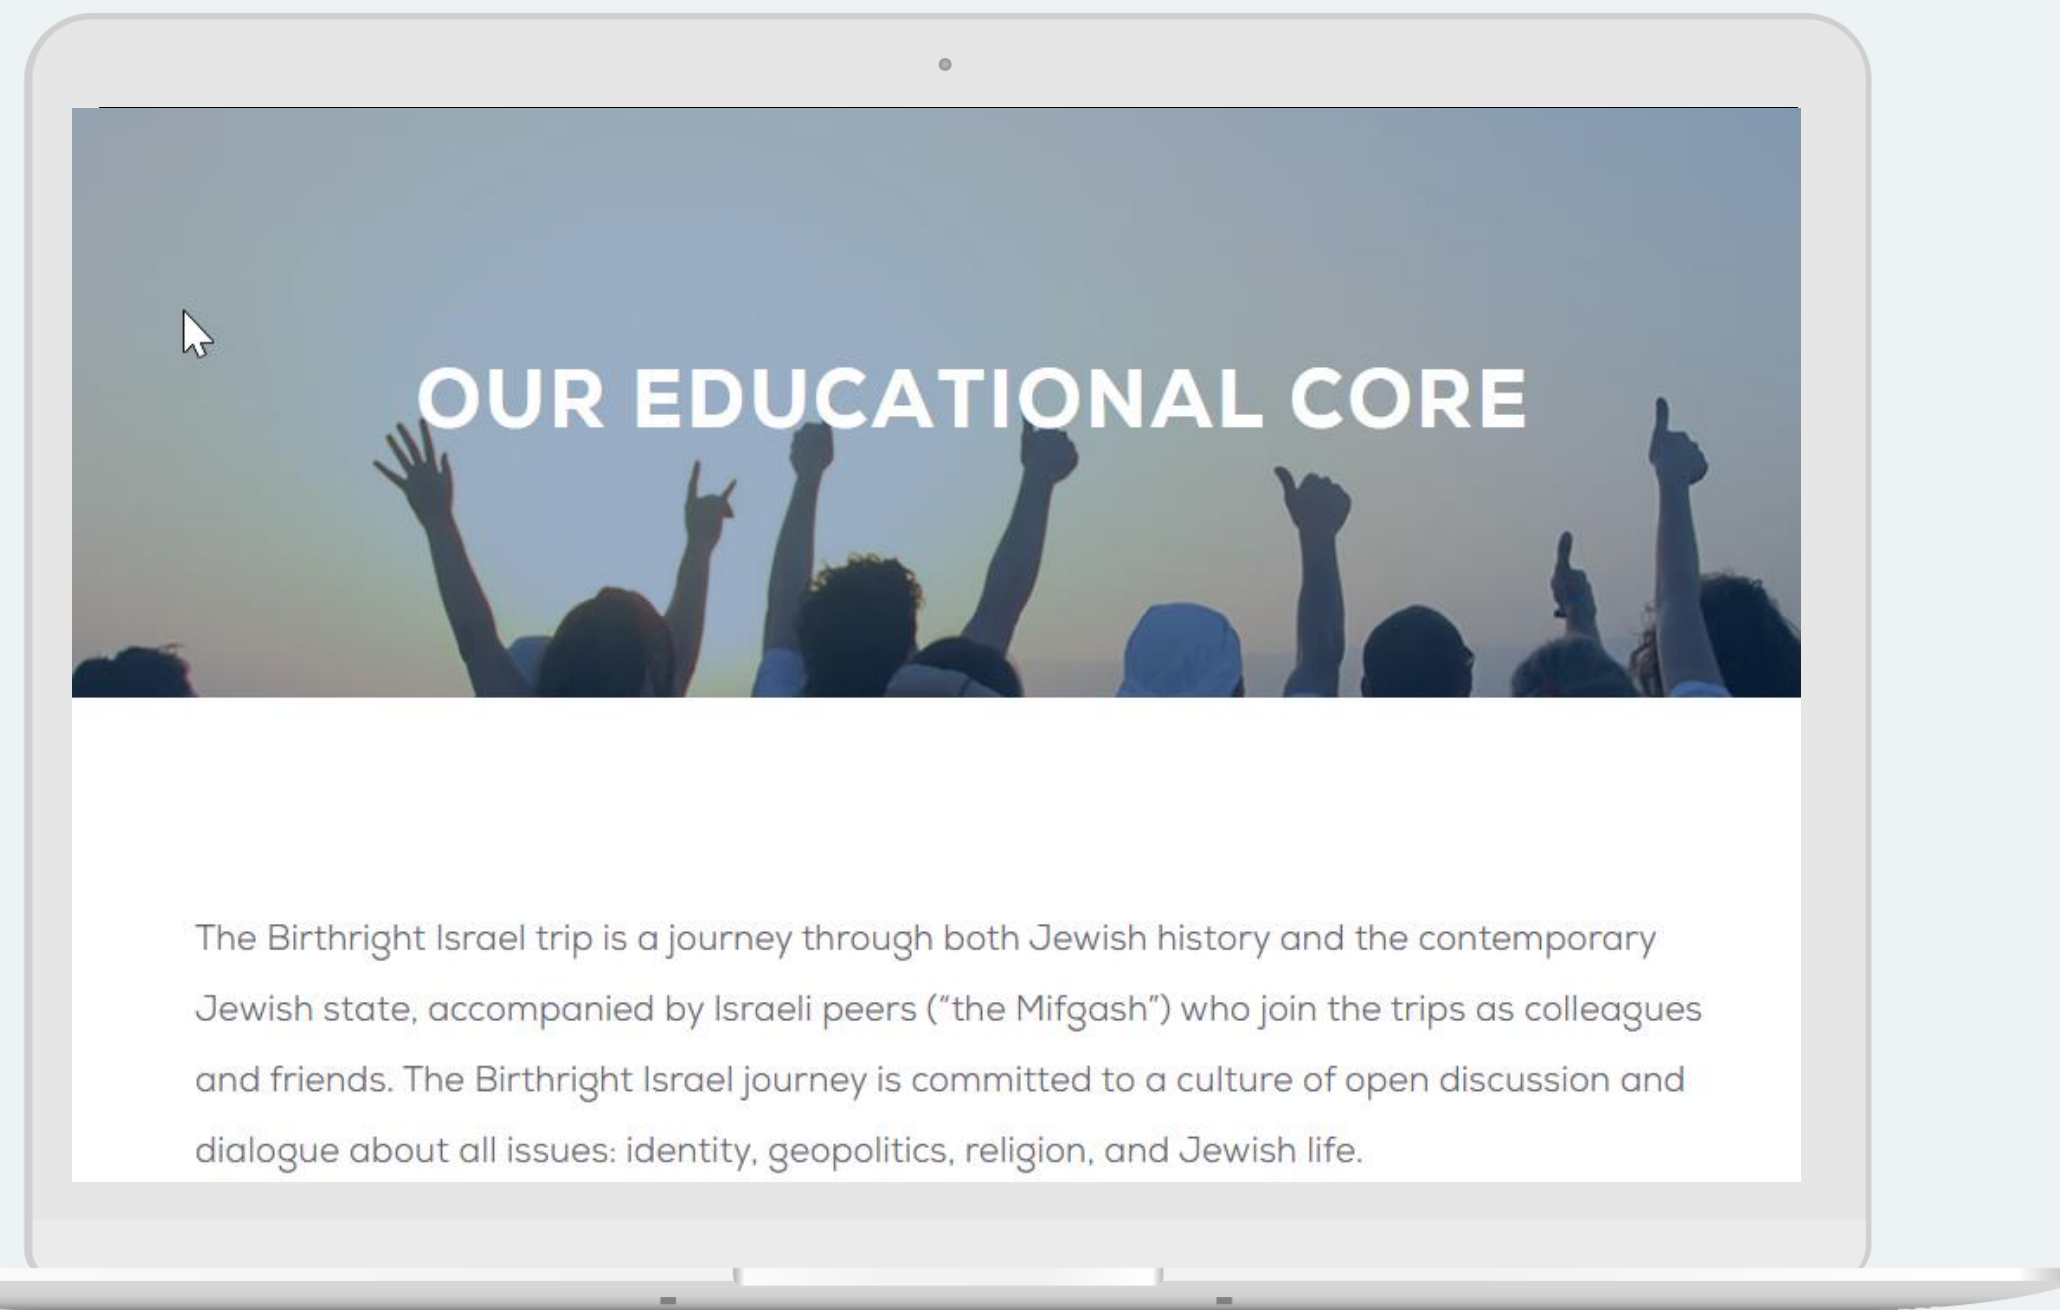 OUR EDUCATIONAL CORE
The Birthright Israel trip is a journey through both Jewish history and the contemporary
Jewish state, accompanied by Israeli peers (“the Mifgash”) who join the trips as colleagues
and friends. The Birthright Israel journey is committed to a culture of open discussion and
dialogue about all issues: identity, geopolitics, religion, and Jewish life.